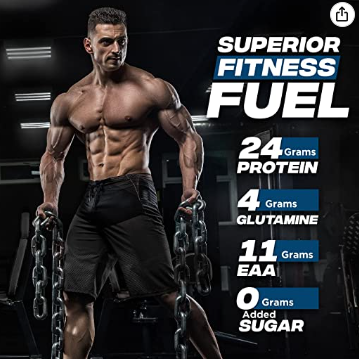 SUPERIOR
FITNESS
FUEL
24 Grams
PROTEIN
4 Grams
GLUTAMINE
11 Grams
EAA
0 Grams
Added
SUGAR